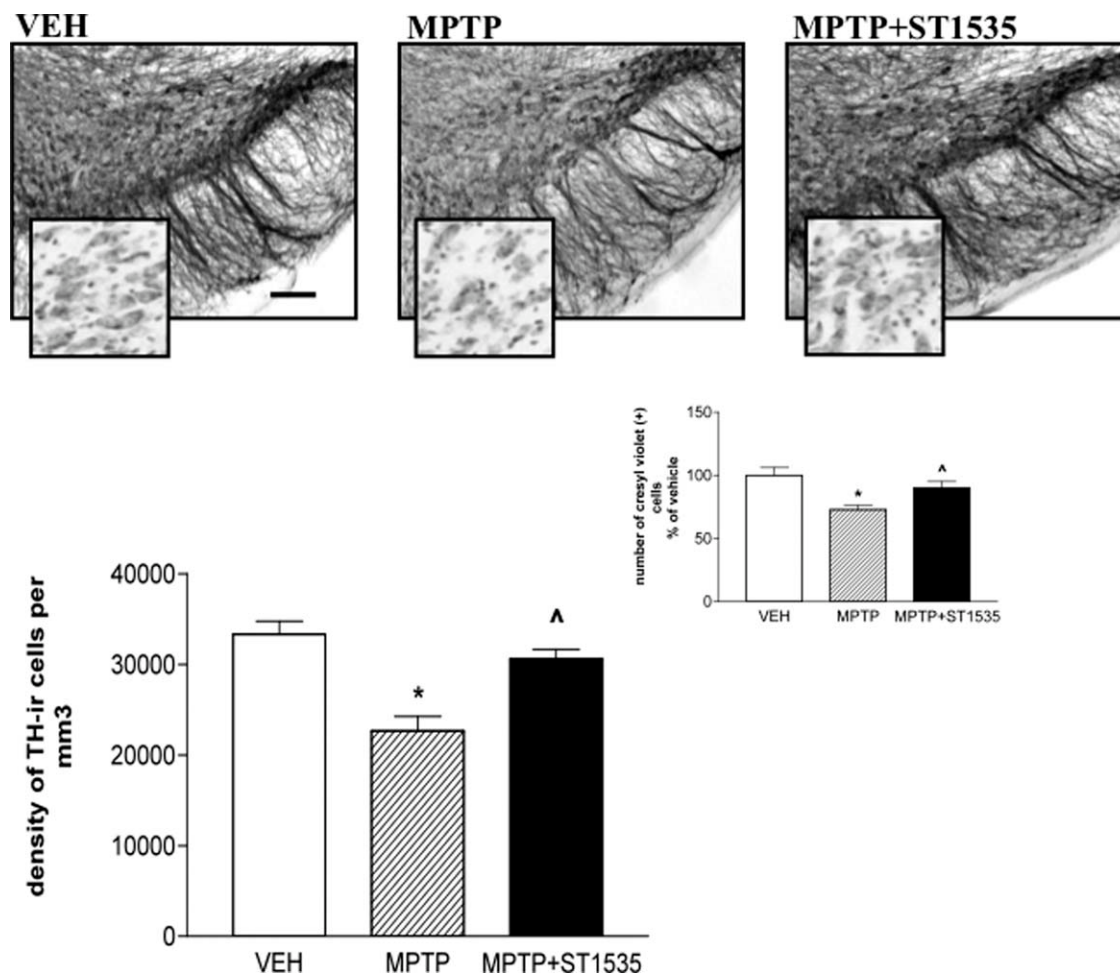 VEH
MPTP
MPTP+ST1535
number of cresyl violet (+)
cells
% of vehicle
150
100
50
0
*
^
VEH
MPTP
MPTP+ST1535
density of TH-ir cells per
mm3
40000
30000
20000
10000
0
*
^
VEH
MPTP
MPTP+ST1535